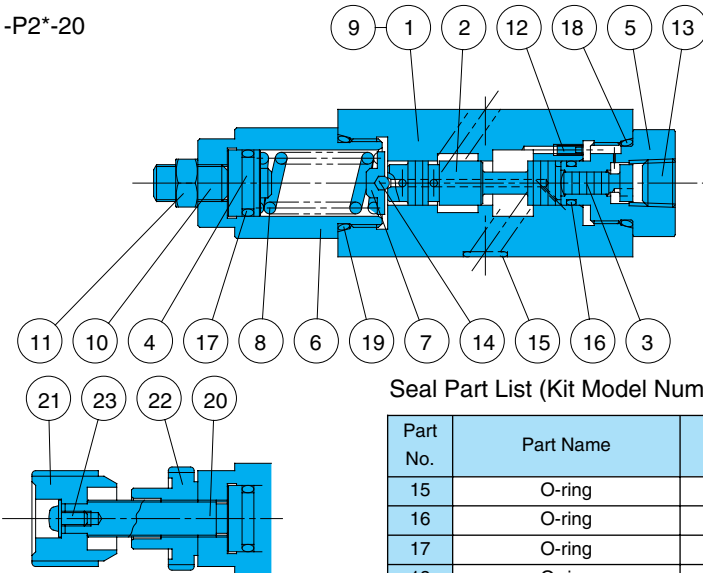 -P2*-20
9 1 2 12 18 5 13
11 10 4 17 8 6 19 7 14 15 16 3
21 23 22 20
Seal Part List (Kit Model Num
Part No. Part Name
15 O-ring
16 O-ring
17 O-ring